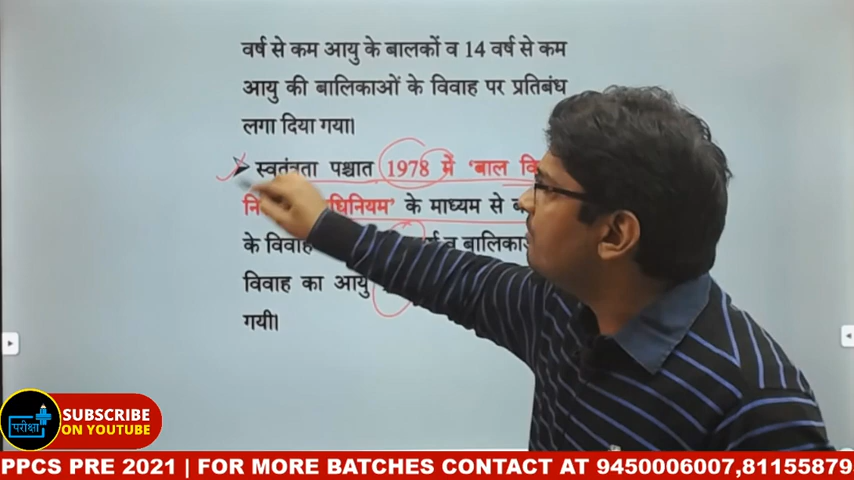 वर्ष से कम आयु के बालकों व 14 वर्ष से कम
आयु की बालिकाओं के विवाह पर प्रतिबंध
लगा दिया गया।
स्वतंत्रता पश्चात 1978 में ‘बाल
के माध्यम से
के विवाह व
विवाह का आयु
गयी।
परीक्षा
SUBSCRIBE
ON YOUTUBE
PPCS PRE 2021 | FOR MORE BATCHES CONTACT AT 9450006007,81155879